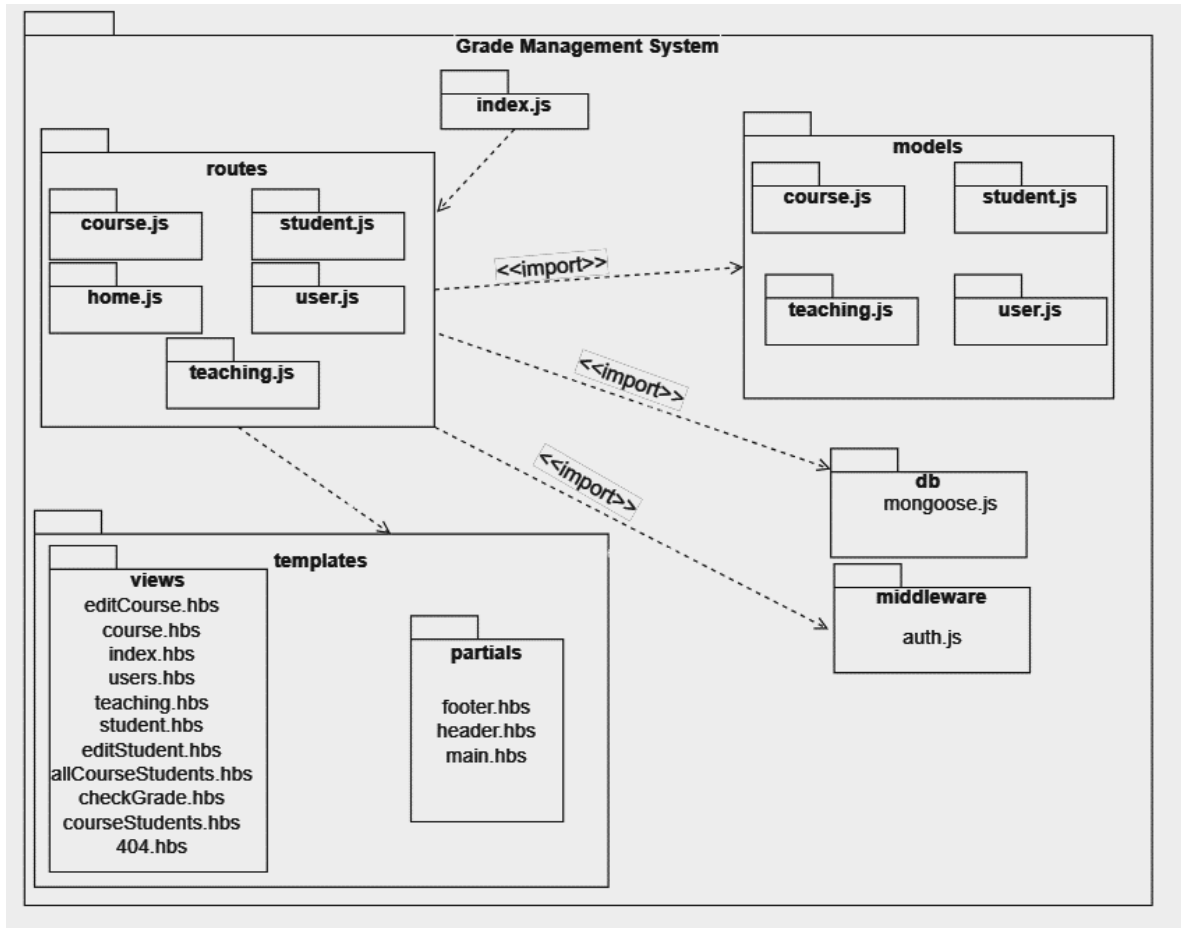 Grade Management System
index.js
routes
course.js
student.js
home.js
user.js
teaching.js
models
course.js
student.js
teaching.js
user.js
<<import>>
<<import>>
<<import>>
db
mongoose.js
middleware
auth.js
templates
views
editCourse.hbs
course.hbs
index.hbs
users.hbs
teaching.hbs
student.hbs
editStudent.hbs
allCourseStudents.hbs
checkGrade.hbs
courseStudents.hbs
404.hbs
partials
footer.hbs
header.hbs
main.hbs